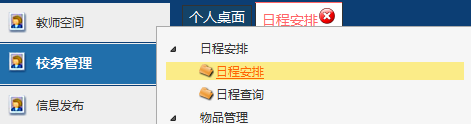 教师空间
校务管理
信息发布
个人桌面 日程安排
日程安排
日程安排
日程查询
物品管理